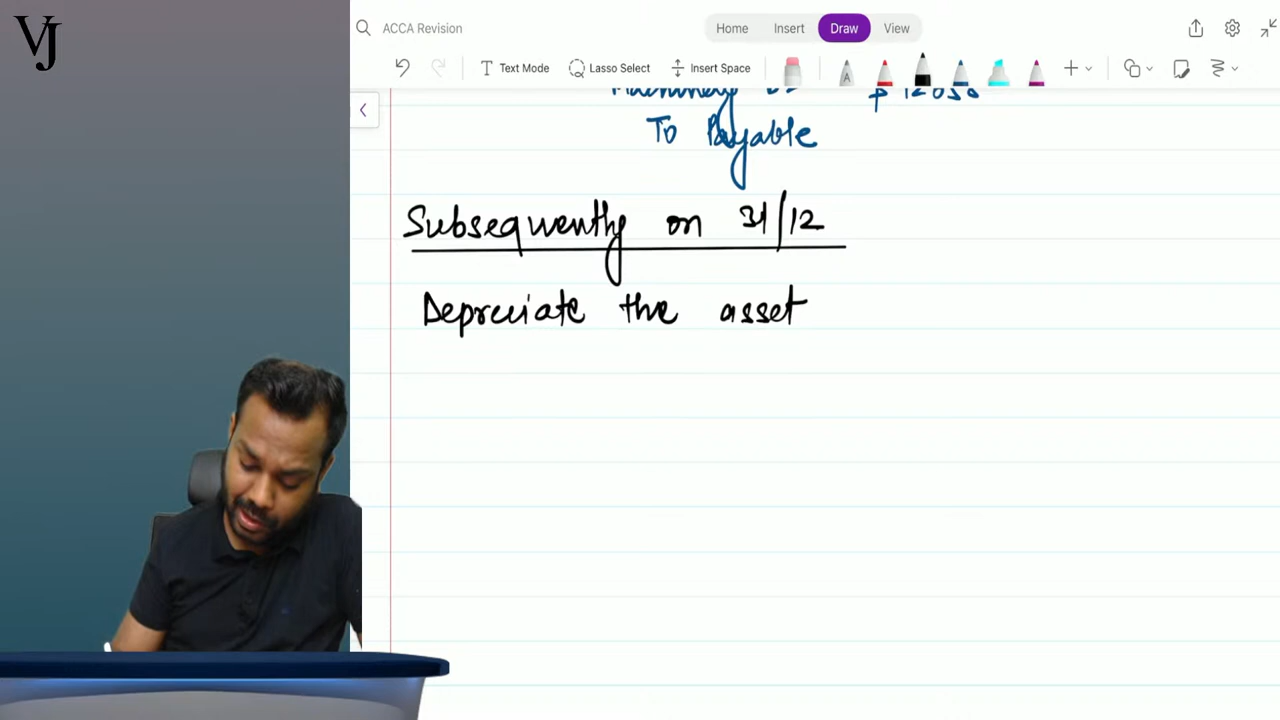 VJ
ACCA Revision
Home Insert Draw View
Text Mode Lasso Select Insert Space
A
To Payable
Subsequently on 31/12
Depreciate the asset